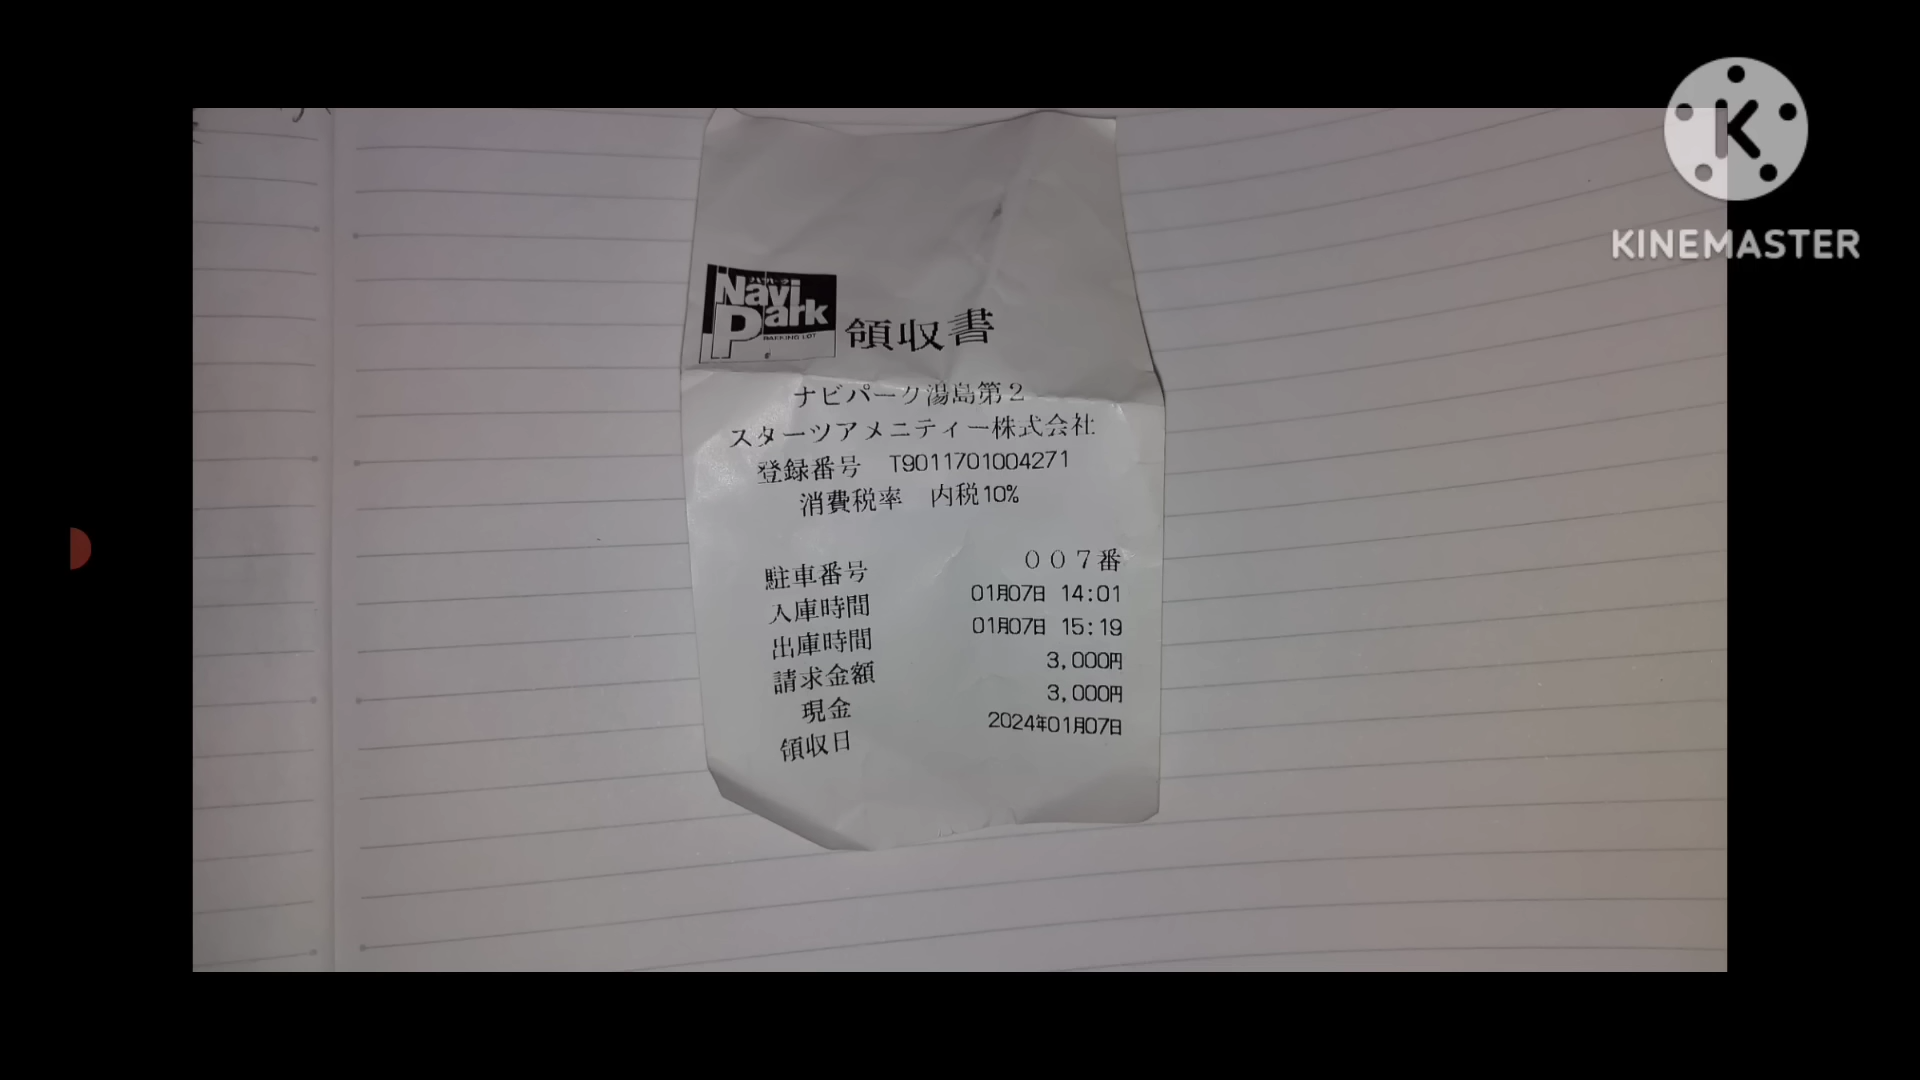 KINEMASTER
Navi
Park
PARKING LOT
領収書
ナビパーク湯島第2
スターツアメニティー株式会社
登録番号 T9011701004271
消費税率 内税10%
駐車番号 007番
入庫時間 01月07日 14:01
出庫時間 01月07日 15:19
請求金額 3,000円
現金 3,000円
領収日 2024年01月07日